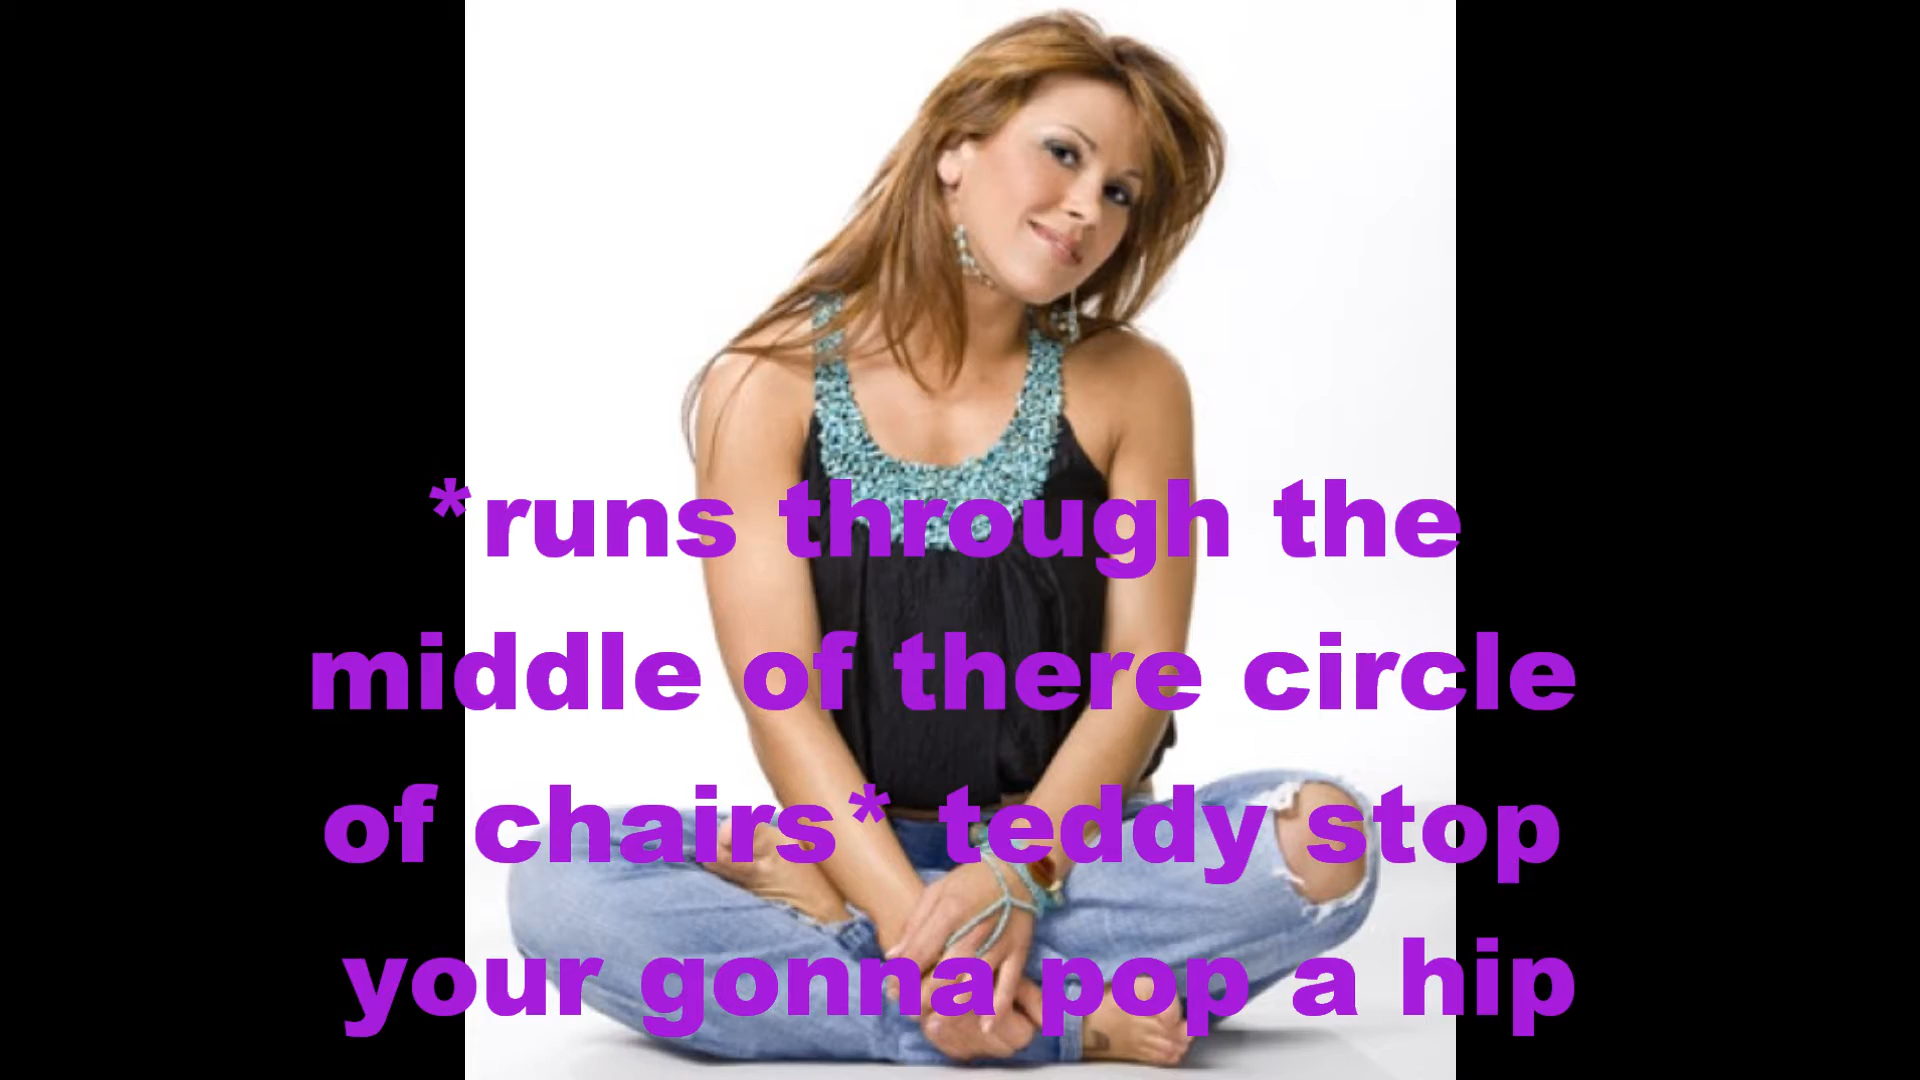 *runs through the
middle of there circle
of chairs* teddy stop
your gonna pop a hip